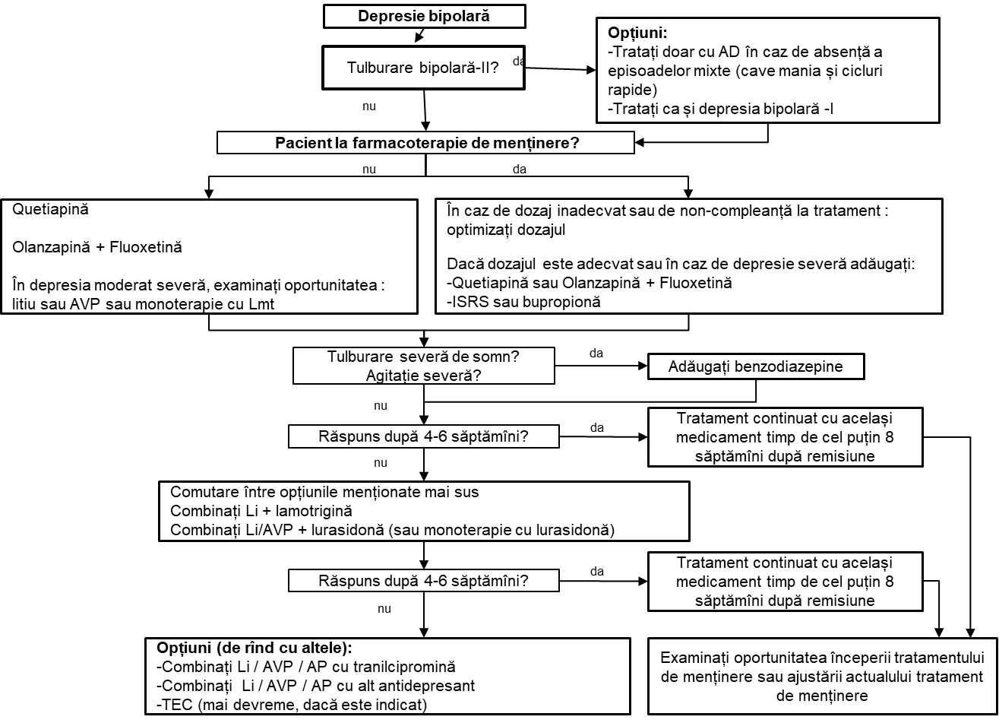 Depresie bipolară
Tulburare bipolară-II?
da
Opțiuni:
-Tratați doar cu AD în caz de absență a
episoadelor mixte (cave mania și cicluri
rapide)
-Tratați ca și depresia bipolară -I
nu
Pacient la farmacoterapie de menținere?
nu
da
Quetiapină
Olanzapină + Fluoxetină
În depresia moderat severă, examinați oportunitatea :
litiu sau AVP sau monoterapie cu Lmt
În caz de dozaj inadecvat sau de non-compleanță la tratament :
optimizați dozajul
Dacă dozajul este adecvat sau în caz de depresie severă adăugați:
-Quetiapină sau Olanzapină + Fluoxetină
-ISRS sau bupropionă
Tulburare severă de somn?
Agitație severă?
da
Adăugați benzodiazepine
nu
Răspuns după 4-6 săptămîni?
da
Tratament continuat cu același
medicament timp de cel puțin 8
săptămîni după remisiune
nu
Comutare între opțiunile menționate mai sus
Combinați Li + lamotrigină
Combinați Li/AVP + lurasidonă (sau monoterapie cu lurasidonă)
Răspuns după 4-6 săptămîni?
da
Tratament continuat cu același
medicament timp de cel puțin 8
săptămîni după remisiune
nu
Opțiuni (de rînd cu altele):
-Combinați Li / AVP / AP cu tranilcipromină
-Combinați Li / AVP / AP cu alt antidepresant
-TEC (mai devreme, dacă este indicat)
Examinați oportunitatea începerii tratamentului
de menținere sau ajustării actualului tratament
de menținere